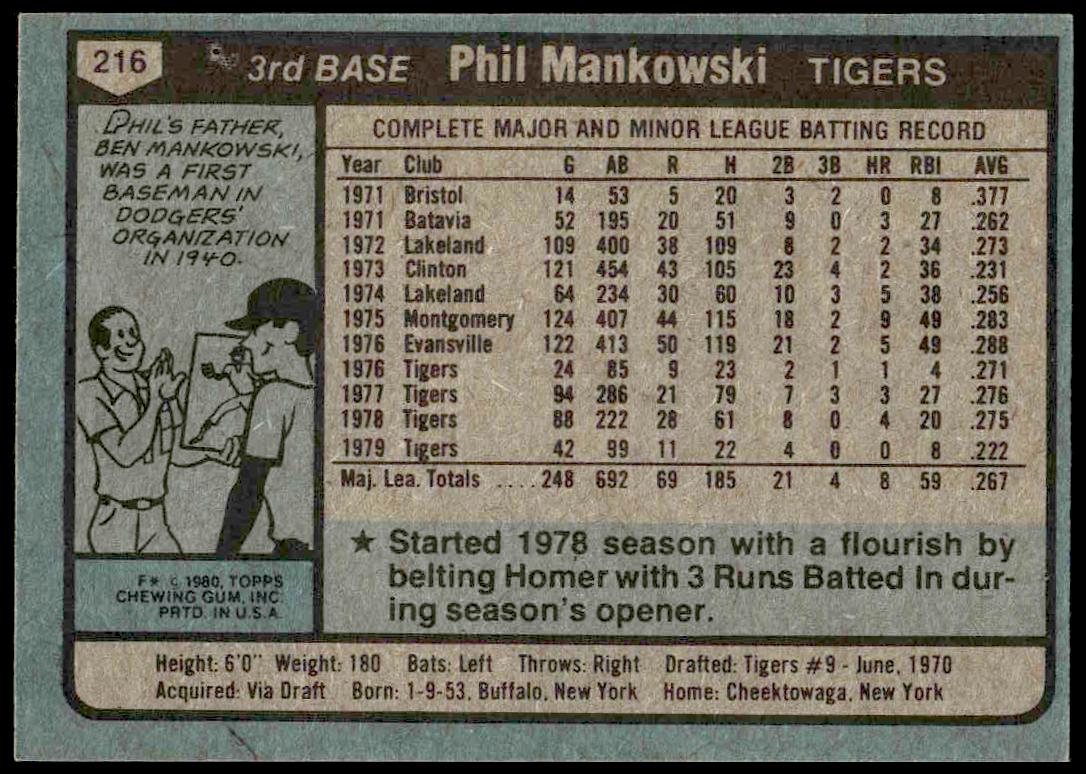 216 3rd BASE Phil Mankowski TIGERS
PHIL'S FATHER,
BEN MANKOWSKI,
WAS A FIRST
BASEMAN IN
DODGERS'
ORGANIZATION
IN 1940.
COMPLETE MAJOR AND MINOR LEAGUE BATTING RECORD
Year Club G AB R H 2B 3B HR RBI AVG
1971 Bristol 14 53 5 20 3 2 0 8 .377
1971 Batavia 52 195 20 51 9 0 3 27 .262
1972 Lakeland 109 400 38 109 8 2 2 34 .273
1973 Clinton 121 454 43 105 23 4 2 36 .231
1974 Lakeland 64 234 30 60 10 3 5 38 .256
1975 Montgomery 124 407 44 115 18 2 9 49 .283
1976 Evansville 122 413 50 119 21 2 5 49 .288
1976 Tigers 24 85 9 23 2 1 1 4 .271
1977 Tigers 94 286 21 79 7 3 3 27 .276
1978 Tigers 88 222 28 61 8 0 4 20 .275
1979 Tigers 42 99 11 22 4 0 0 8 .222
Maj. Lea. Totals ....248 692 69 185 21 4 8 59 .267
★ Started 1978 season with a flourish by
belting Homer with 3 Runs Batted In dur-
ing season's opener.
F* © 1980, TOPPS
CHEWING GUM, INC.
PRTD. IN U.S.A.
Height: 6'0" Weight: 180 Bats: Left Throws: Right Drafted: Tigers #9 - June, 1970
Acquired: Via Draft Born: 1-9-53, Buffalo, New York Home: Cheektowaga, New York